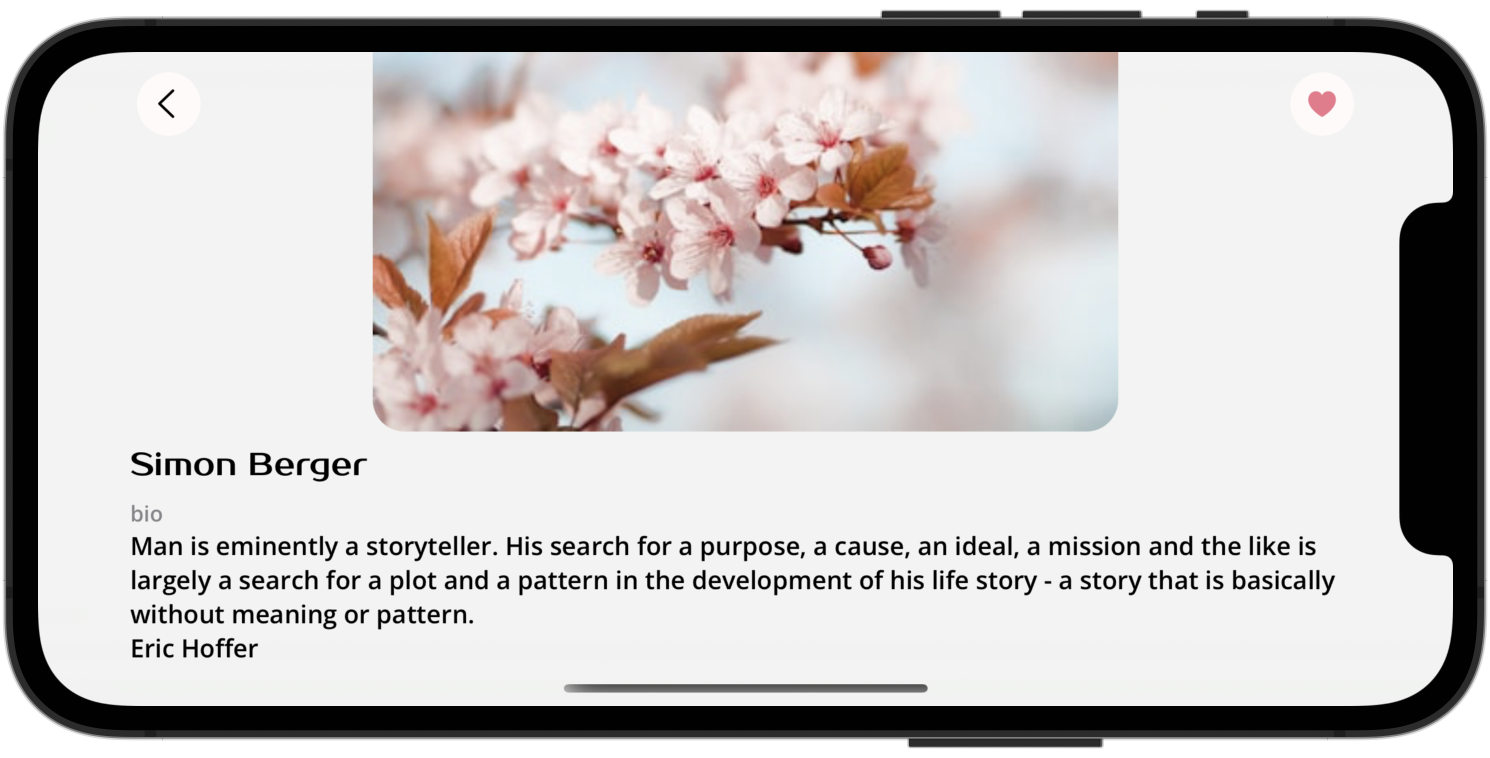 Simon Berger
bio
Man is eminently a storyteller. His search for a purpose, a cause, an ideal, a mission and the like is
largely a search for a plot and a pattern in the development of his life story - a story that is basically
without meaning or pattern.
Eric Hoffer